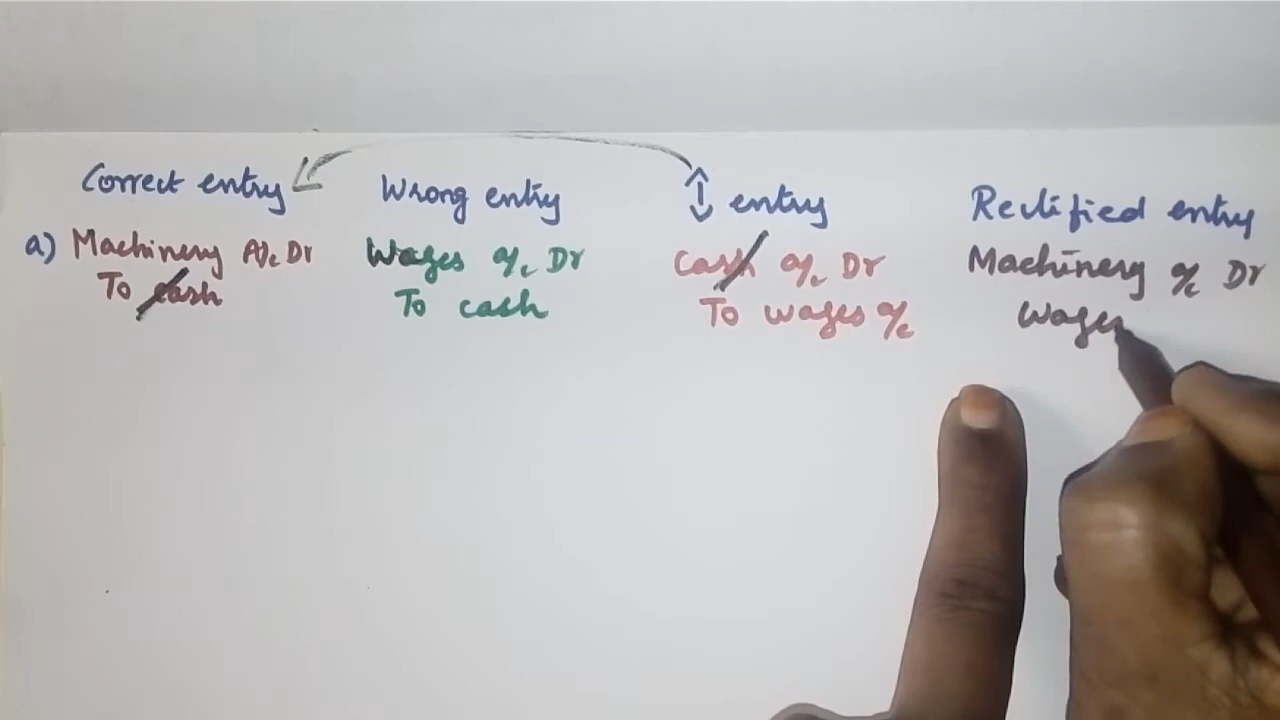 Correct entry
Wrong entry
entry
Rectified entry
a) Machinery A/c Dr
To cash
Wages a/c Dr
To cash
Cash a/c Dr
To wages a/c
Machinery a/c Dr
Wages